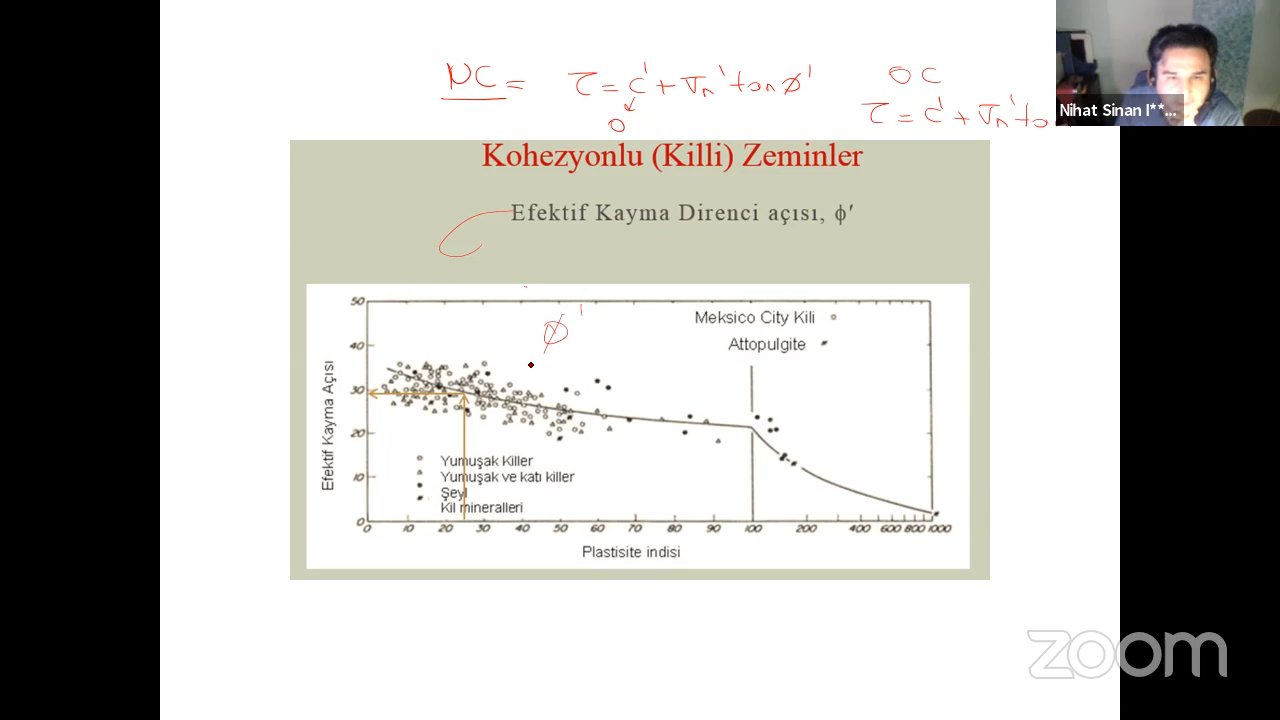 NC = τ = c' + σn' tan ø' OC
0 τ = c' + σn' ta
Nihat Sinan I**...
Kohezyonlu (Killi) Zeminler
Efektif Kayma Direnci açısı, ϕ′
ø'
50
40
30
20
10
0
Efektif Kayma Açısı
Meksico City Kili
Attopulgite
Yumuşak Killer
Yumuşak ve katı killer
Şeyl
Kil mineralleri
0 10 20 30 40 50 60 70 80 90 100 200 400 600 800 1000
Plastisite indisi
zoom